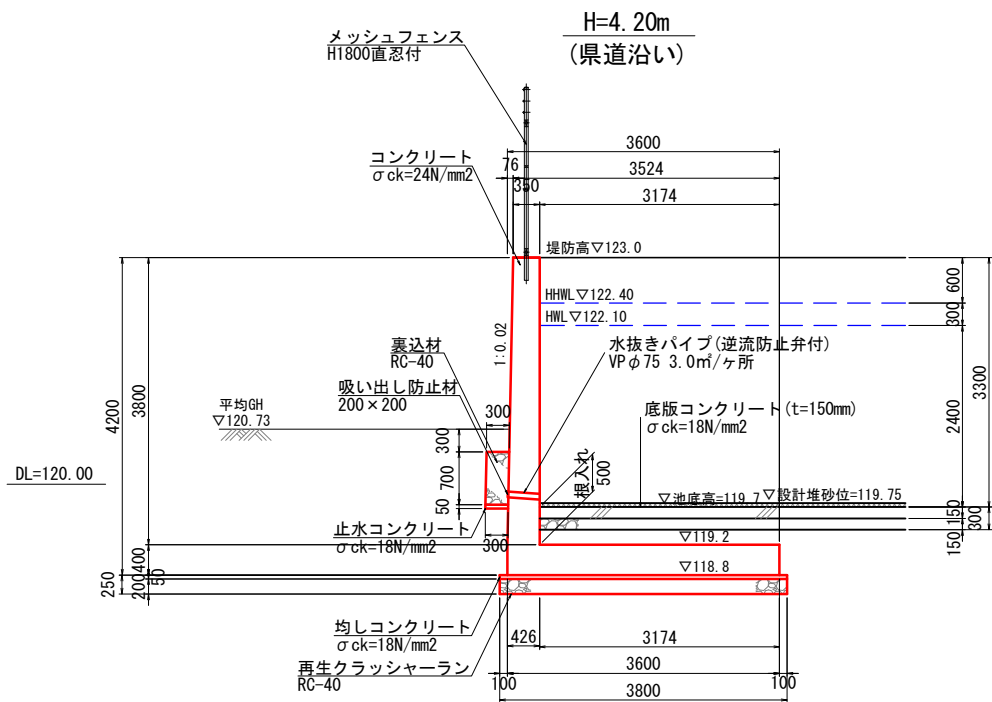 H=4.20m
(県道沿い)
メッシュフェンス
H1800直忍付
コンクリート
σck=24N/mm2
3600
76
3524
350
3174
堤防高▽123.0
HHWL▽122.40
HWL▽122.10
600
300
3300
2400
1:0.02
裏込材
RC-40
吸い出し防止材
200×200
水抜きパイプ(逆流防止弁付)
VPφ75 3.0㎡/ヶ所
底版コンクリート(t=150mm)
σck=18N/mm2
平均GH
▽120.73
300
300
700
50
根入れ
500
4200
3800
DL=120.00
▽池底高=119.7
▽設計堆砂位=119.75
150
300
150
止水コンクリート
σck=18N/mm2
300
▽119.2
▽118.8
400
50
200
250
均しコンクリート
σck=18N/mm2
再生クラッシャーラン
RC-40
426
3174
100
3600
100
3800